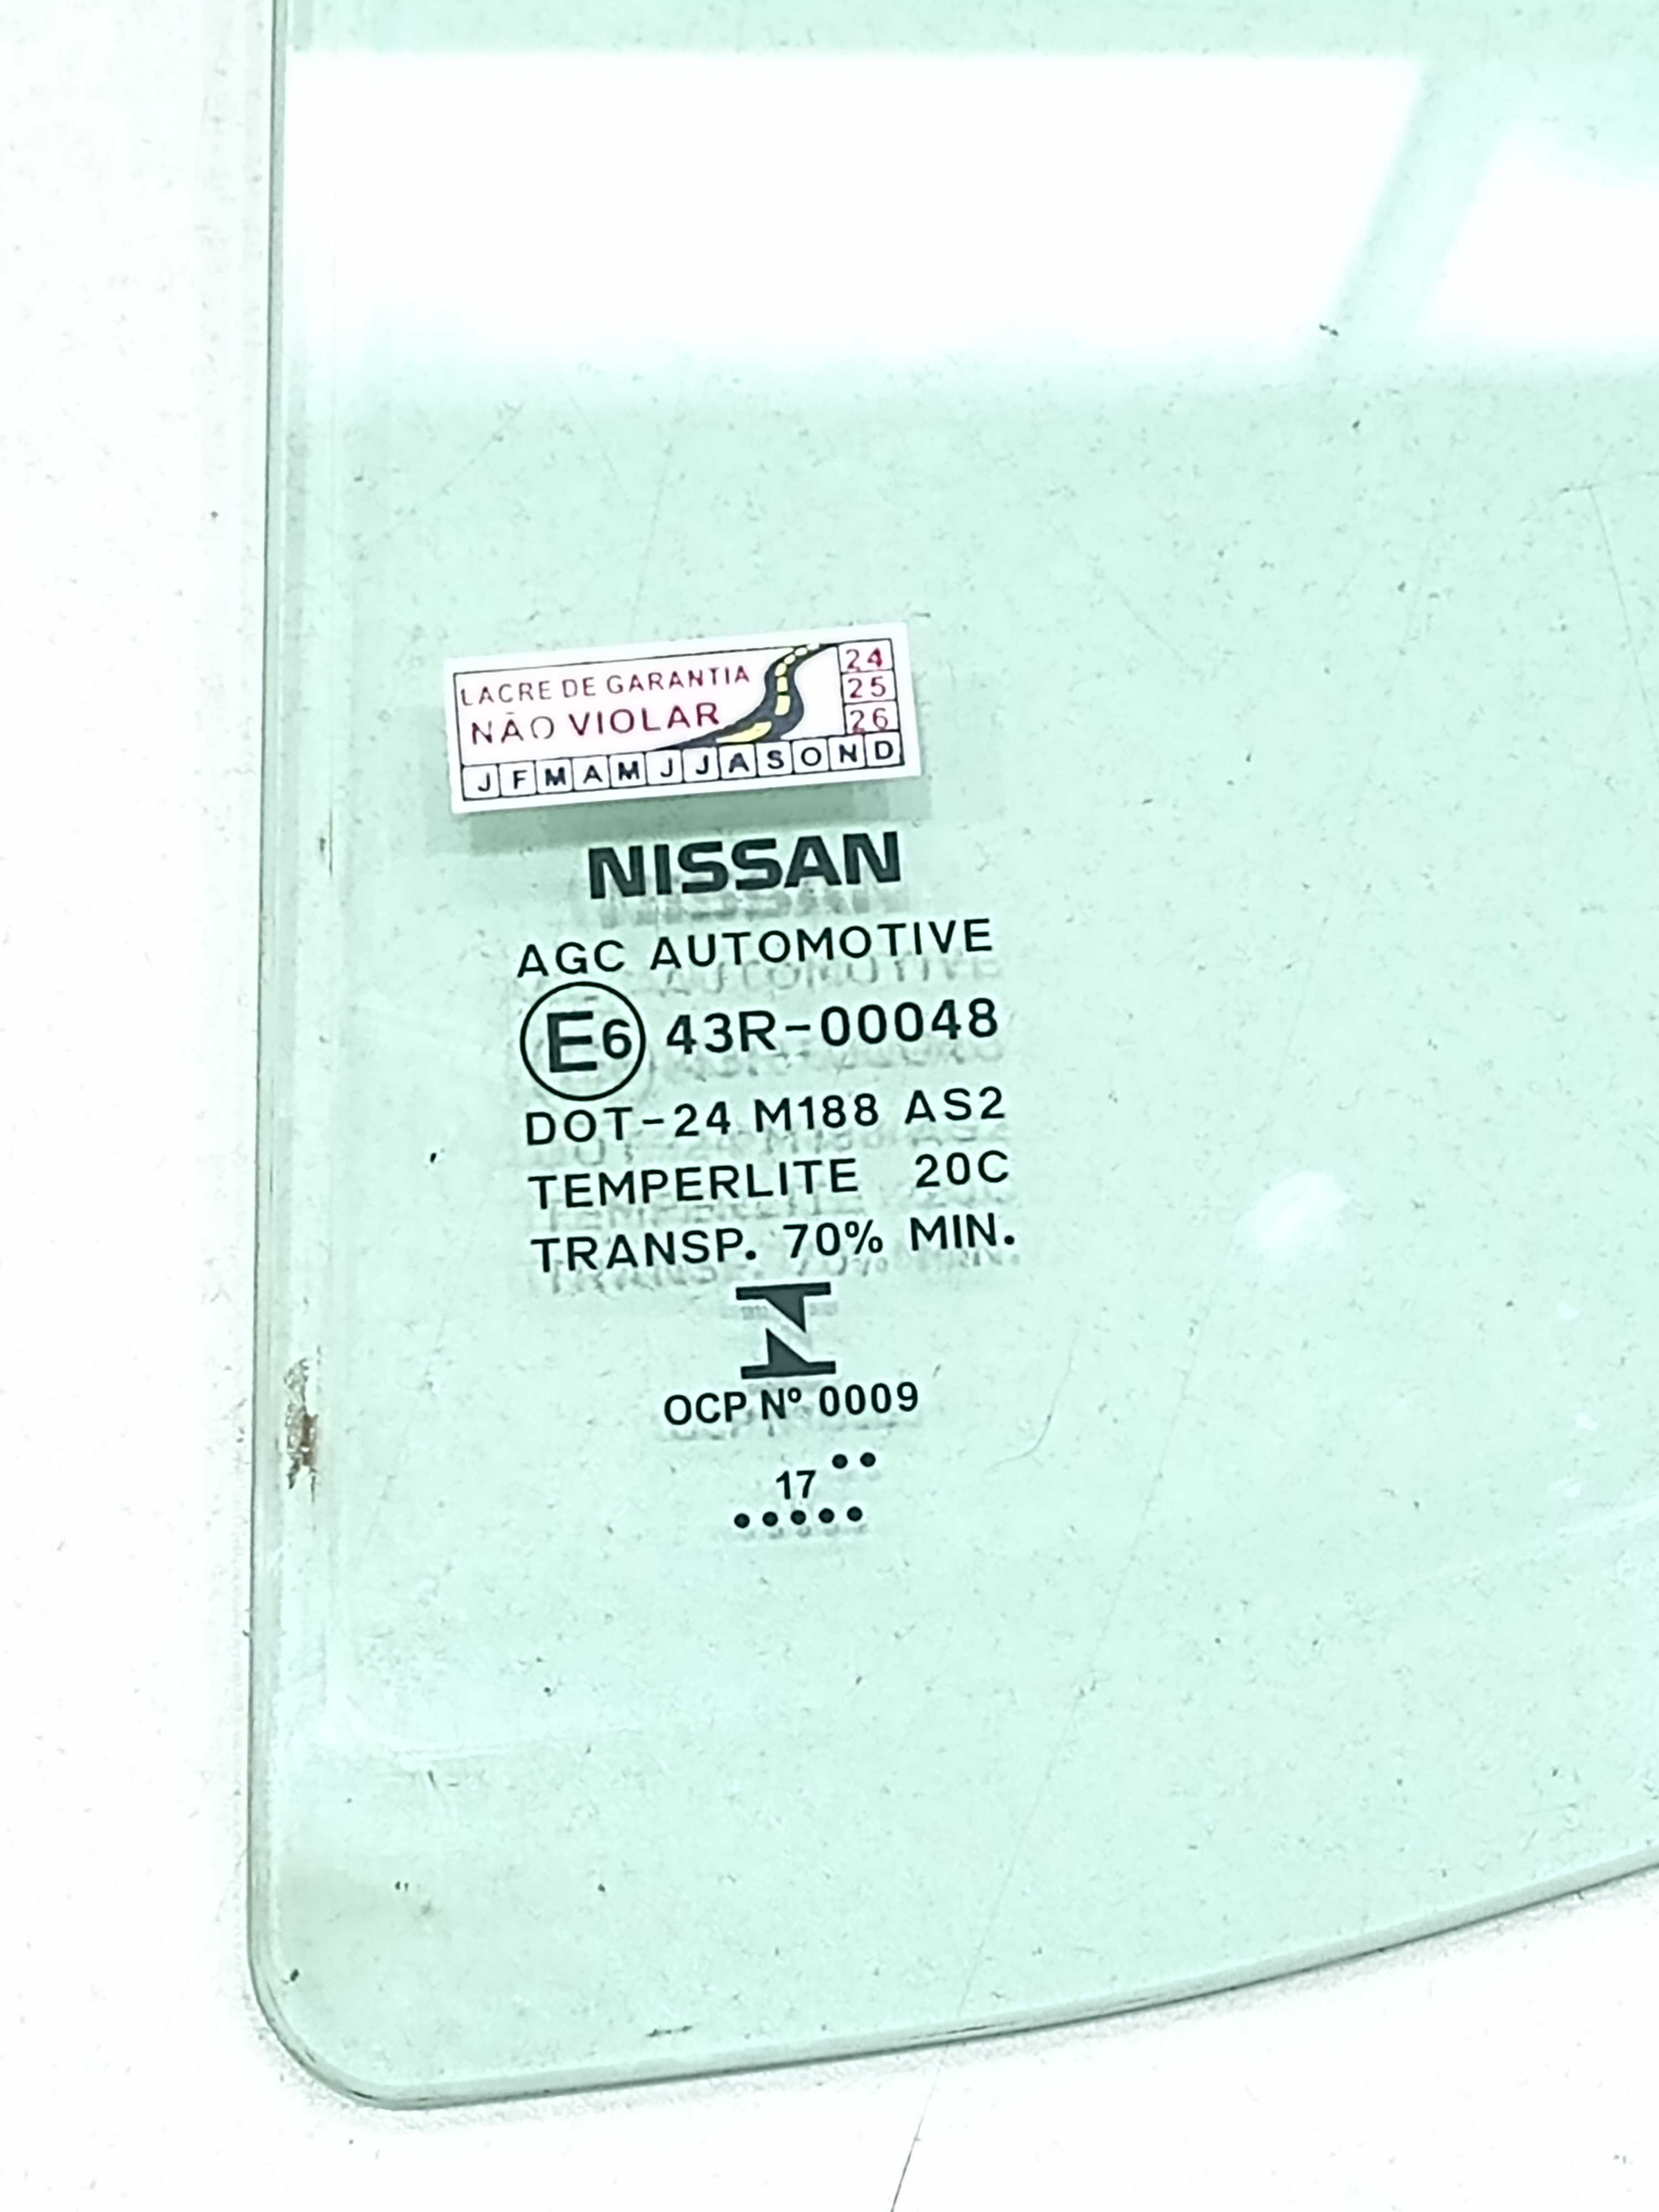 LACRE DE GARANTIA 24
NÃO VIOLAR 25
26
J F M A M J J A S O N D
NISSAN
AGC AUTOMOTIVE
E6 43R-00048
DOT-24 M188 AS2
TEMPERLITE 20C
TRANSP. 70% MIN.
OCP Nº 0009
17